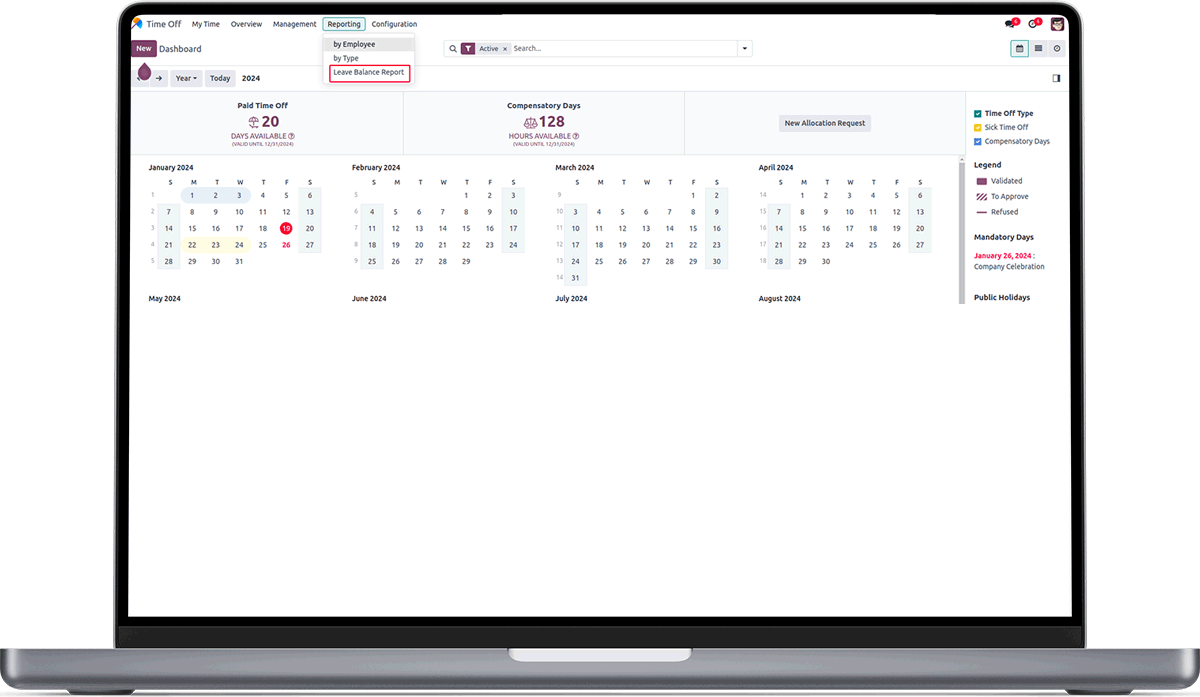 Time Off My Time Overview Management Reporting Configuration 5 6
New Dashboard
Active × Search...
by Employee
by Type
Leave Balance Report
Year Today 2024
Paid Time Off
20
DAYS AVAILABLE
(VALID UNTIL 12/31/2024)
Compensatory Days
128
HOURS AVAILABLE
(VALID UNTIL 12/31/2024)
New Allocation Request
Time Off Type
Sick Time Off
Compensatory Days
Legend
Validated
To Approve
Refused
Mandatory Days
January 26, 2024 :
Company Celebration
Public Holidays
January 2024
S M T W T F S
1 1 2 3 4 5 6
2 7 8 9 10 11 12 13
3 14 15 16 17 18 19 20
4 21 22 23 24 25 26 27
5 28 29 30 31
February 2024
S M T W T F S
5 1 2 3
6 4 5 6 7 8 9 10
7 11 12 13 14 15 16 17
8 18 19 20 21 22 23 24
9 25 26 27 28 29
March 2024
S M T W T F S
9 1 2
10 3 4 5 6 7 8 9
11 10 11 12 13 14 15 16
12 17 18 19 20 21 22 23
13 24 25 26 27 28 29 30
14 31
April 2024
S M T W T F S
14 1 2 3 4 5 6
15 7 8 9 10 11 12 13
16 14 15 16 17 18 19 20
17 21 22 23 24 25 26 27
18 28 29 30
May 2024
June 2024
July 2024
August 2024